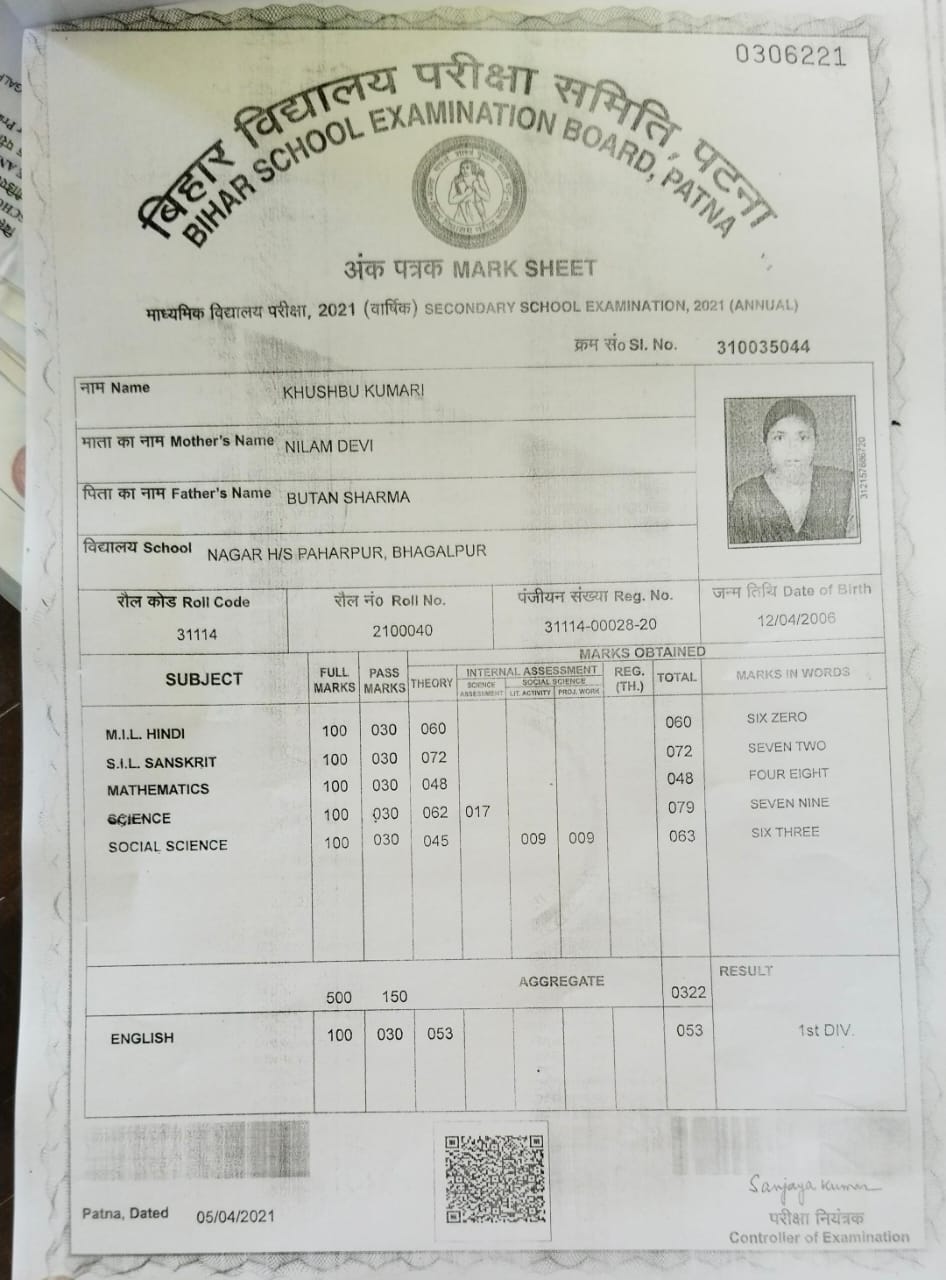 0306221
बिहार विद्यालय परीक्षा समिति, पटना
BIHAR SCHOOL EXAMINATION BOARD, PATNA
अंक पत्रक MARK SHEET
माध्यमिक विद्यालय परीक्षा, 2021 (वार्षिक) SECONDARY SCHOOL EXAMINATION, 2021 (ANNUAL)
क्रम सं० Sl. No. 310035044
नाम Name KHUSHBU KUMARI
माता का नाम Mother's Name NILAM DEVI
पिता का नाम Father's Name BUTAN SHARMA
विद्यालय School NAGAR H/S PAHARPUR, BHAGALPUR
रौल कोड Roll Code रौल नं० Roll No. पंजीयन संख्या Reg. No. जन्म तिथि Date of Birth
31114 2100040 31114-00028-20 12/04/2006
MARKS OBTAINED
SUBJECT FULL MARKS PASS MARKS THEORY INTERNAL ASSESSMENT REG. (TH.) TOTAL MARKS IN WORDS
SCIENCE ASSESSMENT SOCIAL SCIENCE
LIT. ACTIVITY PROJ. WORK
M.I.L. HINDI 100 030 060 060 SIX ZERO
S.I.L. SANSKRIT 100 030 072 072 SEVEN TWO
MATHEMATICS 100 030 048 048 FOUR EIGHT
SCIENCE 100 030 062 017 079 SEVEN NINE
SOCIAL SCIENCE 100 030 045 009 009 063 SIX THREE
500 150 AGGREGATE 0322 RESULT
ENGLISH 100 030 053 053 1st DIV.
Patna, Dated 05/04/2021
Sanjaya Kumar
परीक्षा नियंत्रक
Controller of Examination